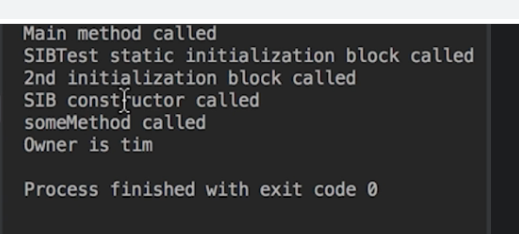 Main method called
SIBTest static initialization block called
2nd initialization block called
SIB constructor called
someMethod called
Owner is tim
Process finished with exit code 0